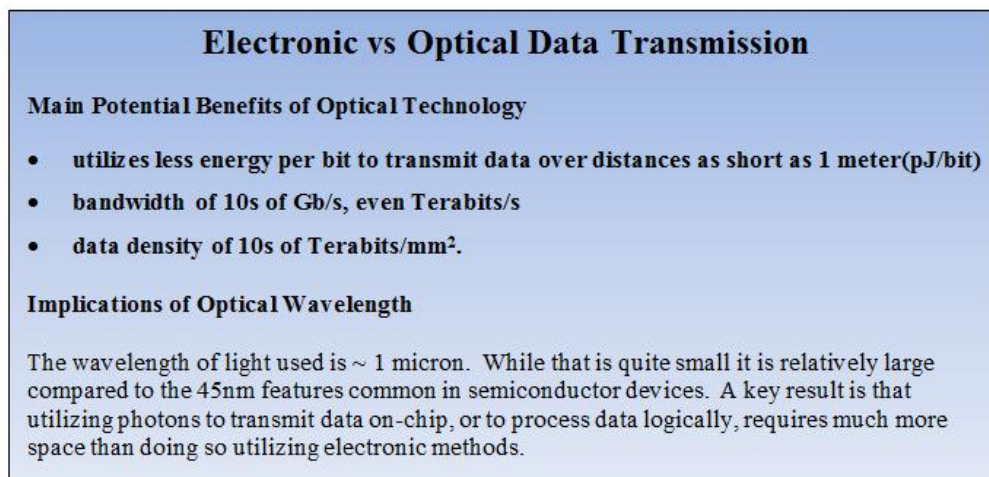 Electronic vs Optical Data Transmission
Main Potential Benefits of Optical Technology
• utilizes less energy per bit to transmit data over distances as short as 1 meter(pJ/bit)
• bandwidth of 10s of Gb/s, even Terabits/s
• data density of 10s of Terabits/mm².
Implications of Optical Wavelength
The wavelength of light used is ~ 1 micron. While that is quite small it is relatively large
compared to the 45nm features common in semiconductor devices. A key result is that
utilizing photons to transmit data on-chip, or to process data logically, requires much more
space than doing so utilizing electronic methods.